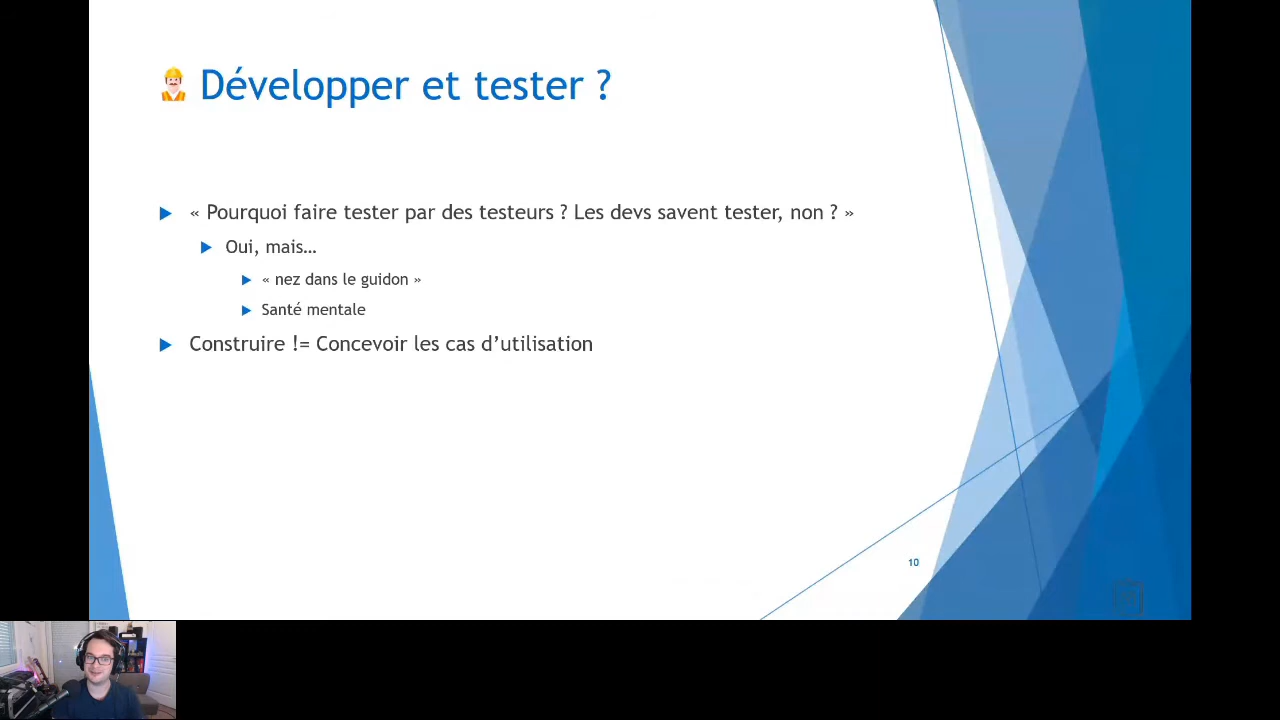 Développer et tester ?
« Pourquoi faire tester par des testeurs ? Les devs savent tester, non ? »
Oui, mais…
« nez dans le guidon »
Santé mentale
Construire != Concevoir les cas d’utilisation
10